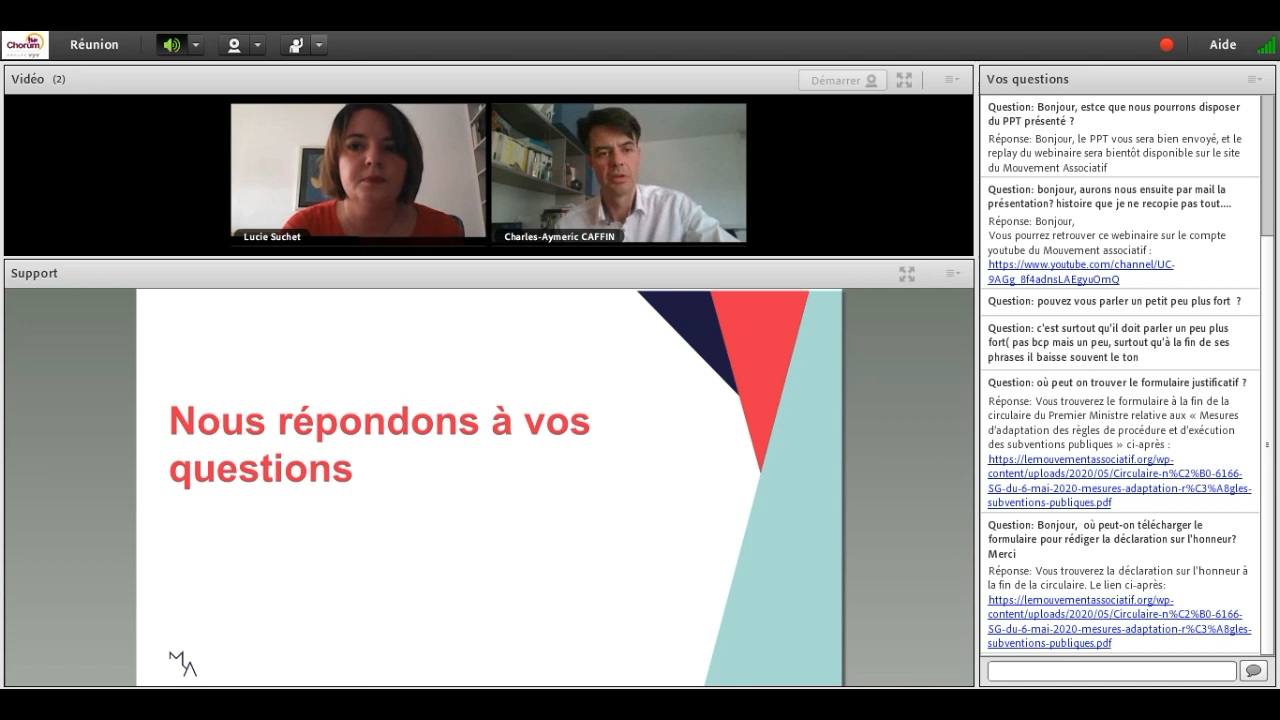 Chorum
GROUPE vyv
Réunion
Aide
Vidéo (2)
Démarrer
Lucie Suchet
Charles-Aymeric CAFFIN
Support
Nous répondons à vos
questions
MA
Vos questions
Question: Bonjour, estce que nous pourrons disposer
du PPT présenté ?
Réponse: Bonjour, le PPT vous sera bien envoyé, et le
replay du webinaire sera bientôt disponible sur le site
du Mouvement Associatif
Question: bonjour, aurons nous ensuite par mail la
présentation? histoire que je ne recopie pas tout....
Réponse: Bonjour,
Vous pourrez retrouver ce webinaire sur le compte
youtube du Mouvement associatif :
https://www.youtube.com/channel/UC-
9AGg_8f4adnsLAEgyuOmQ
Question: pouvez vous parler un petit peu plus fort ?
Question: c'est surtout qu'il doit parler un peu plus
fort( pas bcp mais un peu, surtout qu'à la fin de ses
phrases il baisse souvent le ton
Question: où peut on trouver le formulaire justificatif ?
Réponse: Vous trouverez le formulaire à la fin de la
circulaire du Premier Ministre relative aux « Mesures
d'adaptation des règles de procédure et d'exécution
des subventions publiques » ci-après :
https://lemouvementassociatif.org/wp-
content/uploads/2020/05/Circulaire-n%C2%B0-6166-
SG-du-6-mai-2020-mesures-adaptation-r%C3%A8gles-
subventions-publiques.pdf
Question: Bonjour, où peut-on télécharger le
formulaire pour rédiger la déclaration sur l'honneur?
Merci
Réponse: Vous trouverez la déclaration sur l'honneur à
la fin de la circulaire. Le lien ci-après:
https://lemouvementassociatif.org/wp-
content/uploads/2020/05/Circulaire-n%C2%B0-6166-
SG-du-6-mai-2020-mesures-adaptation-r%C3%A8gles-
subventions-publiques.pdf